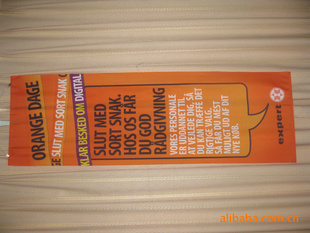 ORANGE DAGE
SLUT MED SORT SNAK
KLAR BESKED OM DIGITAL
SLUT MED
SORT SNAK.
HOS OS FÅR
DU GOD
RÅDGIVNING
VORES PERSONALE
ER UDDANNET TIL
AT VEJLEDE DIG, SÅ
DU KAN TRÆFFE DET
RIGTIGE VALG,
SÅ FÅR DU MEST
MULIGT UD AF DIT
NYE KØB.
expert
alibaba.com.cn